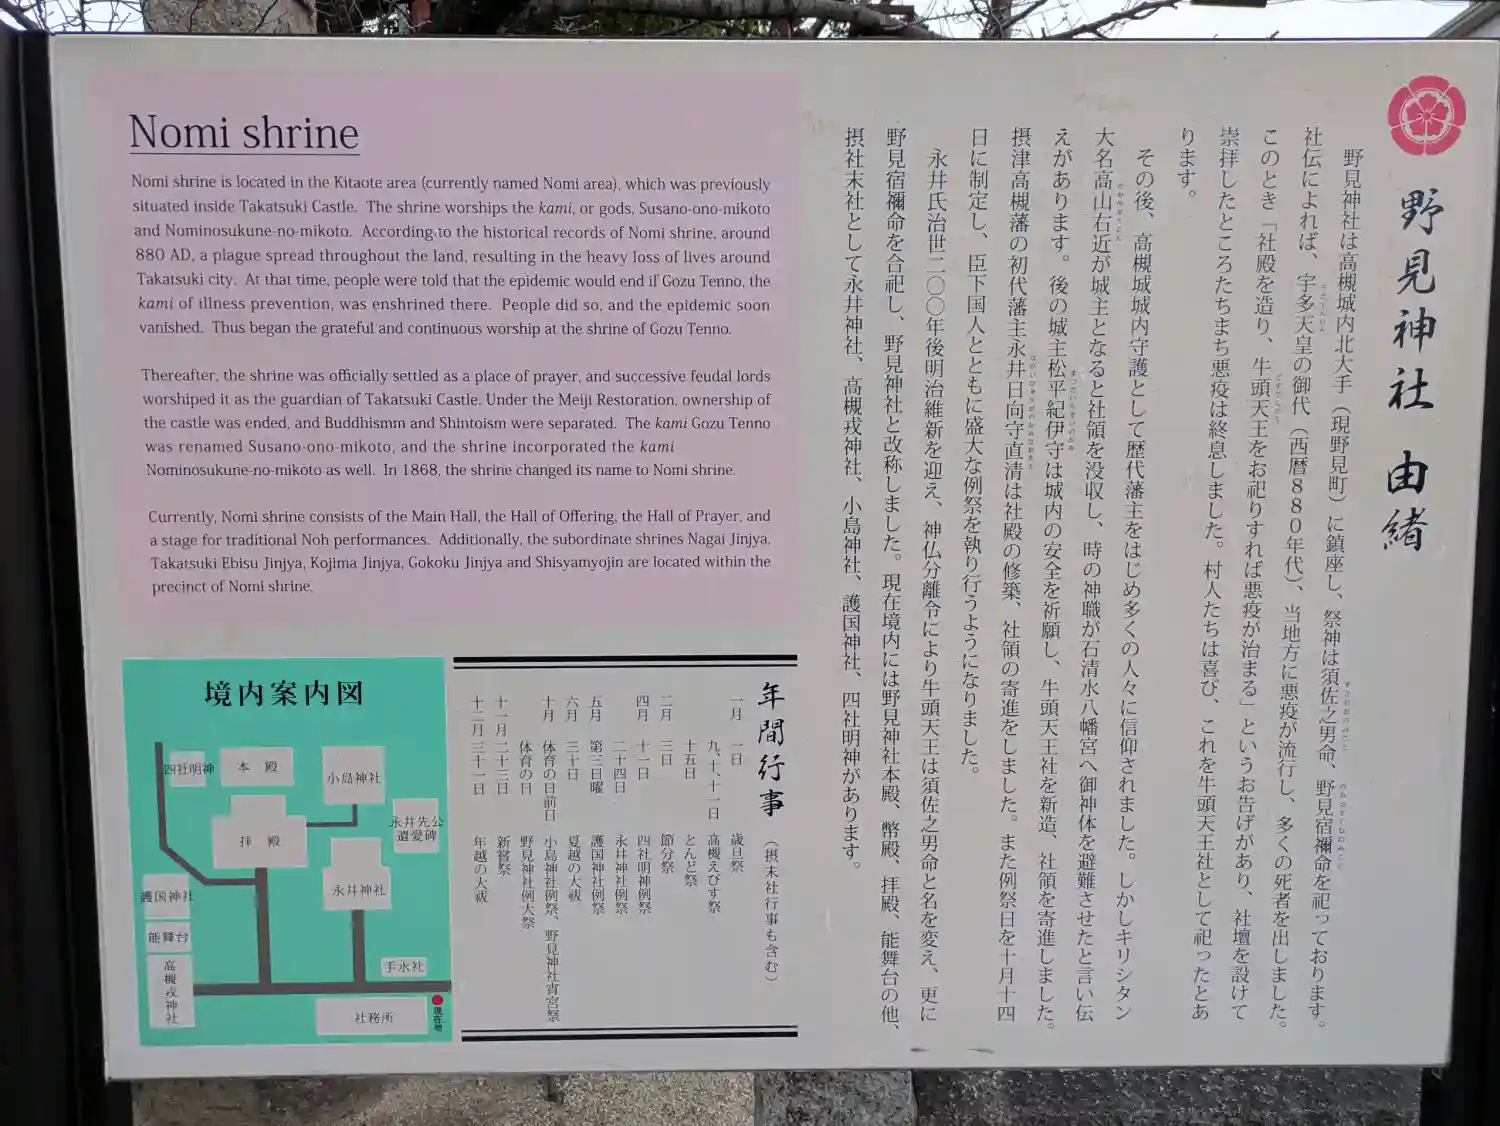 Nomi shrine
Nomi shrine is located in the Kitaote area (currently named Nomi area), which was previously
situated inside Takatsuki Castle. The shrine worships the kami, or gods, Susano-ono-mikoto
and Nominosukune-no-mikoto. According to the historical records of Nomi shrine, around
880 AD, a plague spread throughout the land, resulting in the heavy loss of lives around
Takatsuki city. At that time, people were told that the epidemic would end if Gozu Tenno, the
kami of illness prevention, was enshrined there. People did so, and the epidemic soon
vanished. Thus began the grateful and continuous worship at the shrine of Gozu Tenno.
Thereafter, the shrine was officially settled as a place of prayer, and successive feudal lords
worshiped it as the guardian of Takatsuki Castle. Under the Meiji Restoration, ownership of
the castle was ended, and Buddhismm and Shintoism were separated. The kami Gozu Tenno
was renamed Susano-ono-mikoto, and the shrine incorporated the kami
Nominosukune-no-mikoto as well. In 1868, the shrine changed its name to Nomi shrine.
Currently, Nomi shrine consists of the Main Hall, the Hall of Offering, the Hall of Prayer, and
a stage for traditional Noh performances. Additionally, the subordinate shrines Nagai Jinjya,
Takatsuki Ebisu Jinjya, Kojima Jinjya, Gokoku Jinjya and Shisyamyojin are located within the
precinct of Nomi shrine.
野見神社 由緒
野見神社は高槻城内北大手（現野見町）に鎮座し、祭神は須佐之男命、野見宿禰命を祀っております。
社伝によれば、宇多天皇の御代（西暦８８０年代）、当地方に悪疫が流行し、多くの死者を出しました。
このとき「社殿を造り、牛頭天王をお祀りすれば悪疫が治まる」というお告げがあり、社壇を設けて
崇拝したところたちまち悪疫は終息しました。村人たちは喜び、これを牛頭天王社として祀ったとあ
ります。
その後、高槻城城内守護として歴代藩主をはじめ多くの人々に信仰されました。しかしキリシタン
大名高山右近が城主となると社領を没収し、時の神職が石清水八幡宮へ御神体を避難させたと言い伝
えがあります。後の城主松平紀伊守は城内の安全を祈願し、牛頭天王社を新造、社領を寄進しました。
摂津高槻藩の初代藩主永井日向守直清は社殿の修築、社領の寄進をしました。また例祭日を十月十四
日に制定し、臣下国人とともに盛大な例祭を執り行うようになりました。
永井氏治世二〇〇年後明治維新を迎え、神仏分離令により牛頭天王は須佐之男命と名を変え、更に
野見宿禰命を合祀し、野見神社と改称しました。現在境内には野見神社本殿、幣殿、拝殿、能舞台の他、
摂社末社として永井神社、高槻戎神社、小島神社、護国神社、四社明神があります。
年間行事（摂末社行事も含む）
一月 一日 歳旦祭
九、十、十一日 高槻えびす祭
十五日 とんど祭
二月 三日 節分祭
四月 十一日 四社明神例祭
二十四日 永井神社例祭
五月 第三日曜 護国神社例祭
六月 三十日 夏越の大祓
十月 体育の日前日 小島神社例祭、野見神社宵宮祭
体育の日 野見神社例大祭
十一月 二十三日 新嘗祭
十二月 三十一日 年越の大祓
境内案内図
四社明神
本 殿
小島神社
永井先公
遺愛碑
拝 殿
永井神社
護国神社
能舞台
高槻戎神社
手水社
社務所
現在地